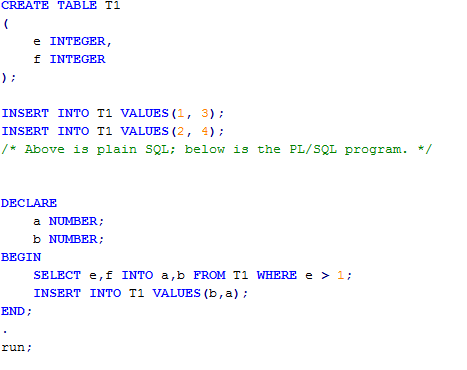 CREATE TABLE T1
(
    e INTEGER,
    f INTEGER
);
INSERT INTO T1 VALUES(1, 3);
INSERT INTO T1 VALUES(2, 4);
/* Above is plain SQL; below is the PL/SQL program. */
DECLARE
    a NUMBER;
    b NUMBER;
BEGIN
    SELECT e,f INTO a,b FROM T1 WHERE e > 1;
    INSERT INTO T1 VALUES(b,a);
END;
.
run;